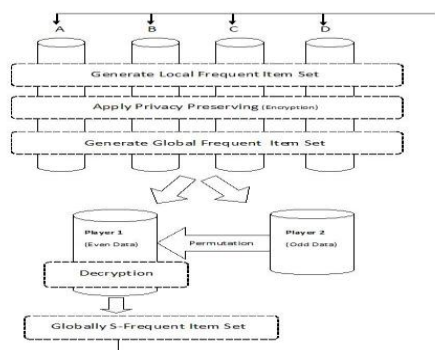 A B C D
Generate Local Frequent Item Set
Apply Privacy Preserving (Encryption)
Generate Global Frequent Item Set
Player 1
(Even Data)
Permutation
Player 2
(Odd Data)
Decryption
Globally S-Frequent Item Set